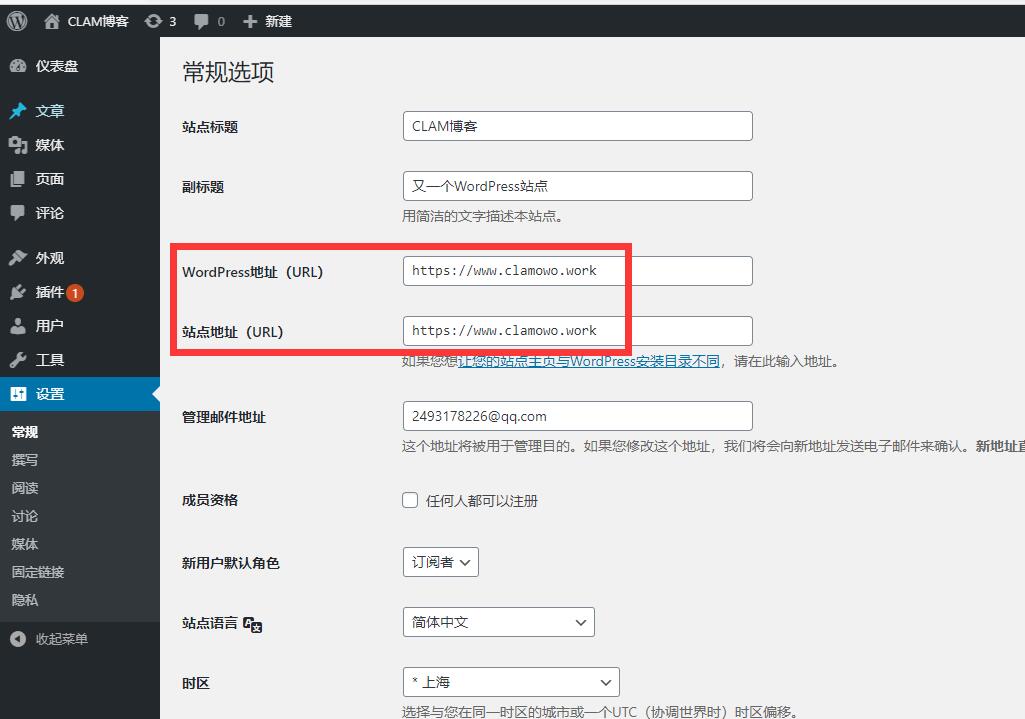 CLAM博客 3 0 新建
仪表盘
文章
媒体
页面
评论
外观
插件 1
用户
工具
设置
常规
撰写
阅读
讨论
媒体
固定链接
隐私
收起菜单
常规选项
站点标题 CLAM博客
副标题 又一个WordPress站点
用简洁的文字描述本站点。
WordPress地址（URL） https://www.clamowo.work
站点地址（URL） https://www.clamowo.work
如果您想让您的站点主页与WordPress安装目录不同，请在此输入地址。
管理邮件地址 2493178226@qq.com
这个地址将被用于管理目的。如果您修改这个地址，我们将会向新地址发送电子邮件来确认。新地址直
成员资格 任何人都可以注册
新用户默认角色 订阅者
站点语言 简体中文
时区 * 上海
选择与您在同一时区的城市或一个UTC（协调世界时）时区偏移。